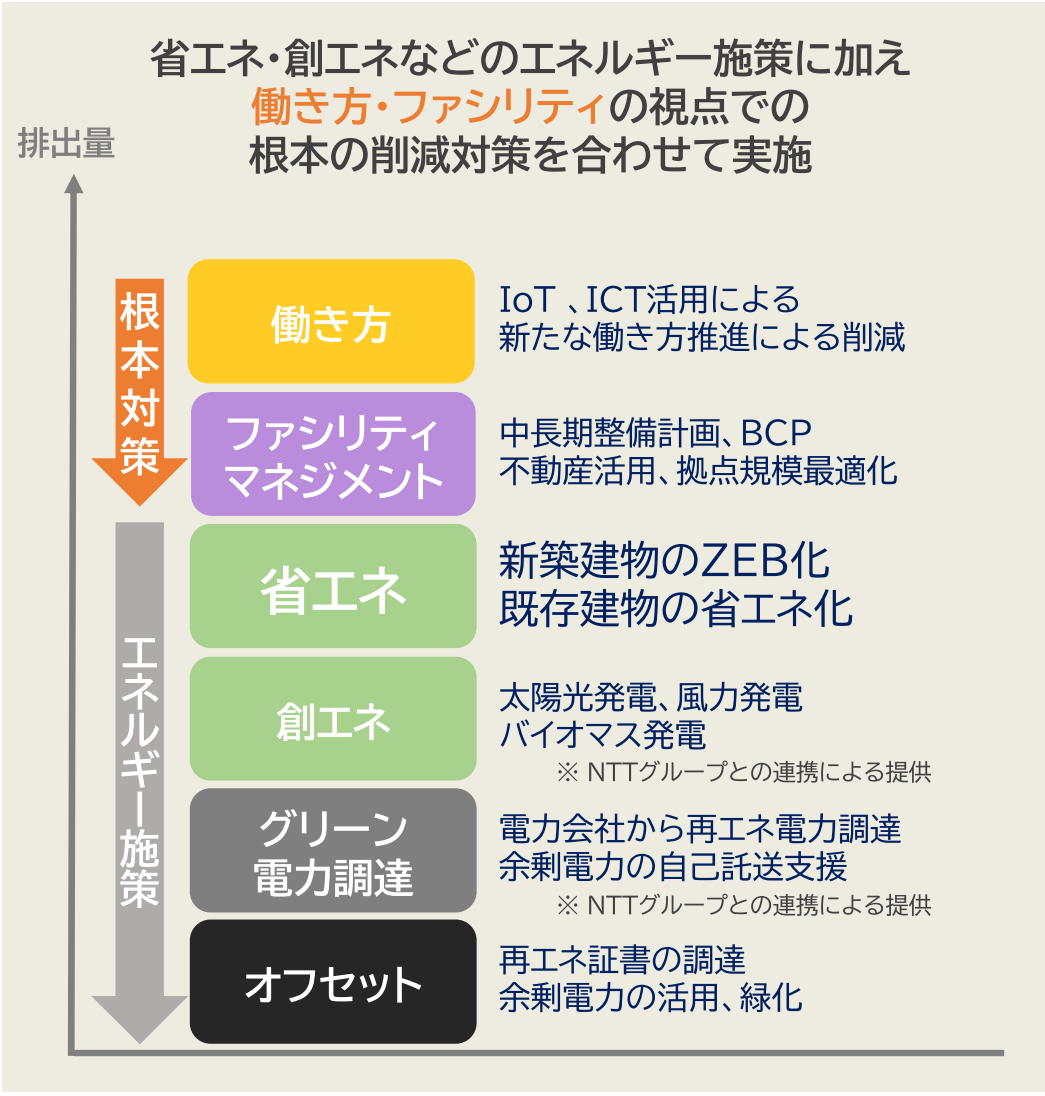 省エネ・創エネなどのエネルギー施策に加え
働き方・ファシリティの視点での
根本の削減対策を合わせて実施
排出量
根本対策
働き方
IoT 、ICT活用による
新たな働き方推進による削減
ファシリティ
マネジメント
中長期整備計画、BCP
不動産活用、拠点規模最適化
エネルギー施策
省エネ
新築建物のZEB化
既存建物の省エネ化
創エネ
太陽光発電、風力発電
バイオマス発電
※ NTTグループとの連携による提供
グリーン
電力調達
電力会社から再エネ電力調達
余剰電力の自己託送支援
※ NTTグループとの連携による提供
オフセット
再エネ証書の調達
余剰電力の活用、緑化